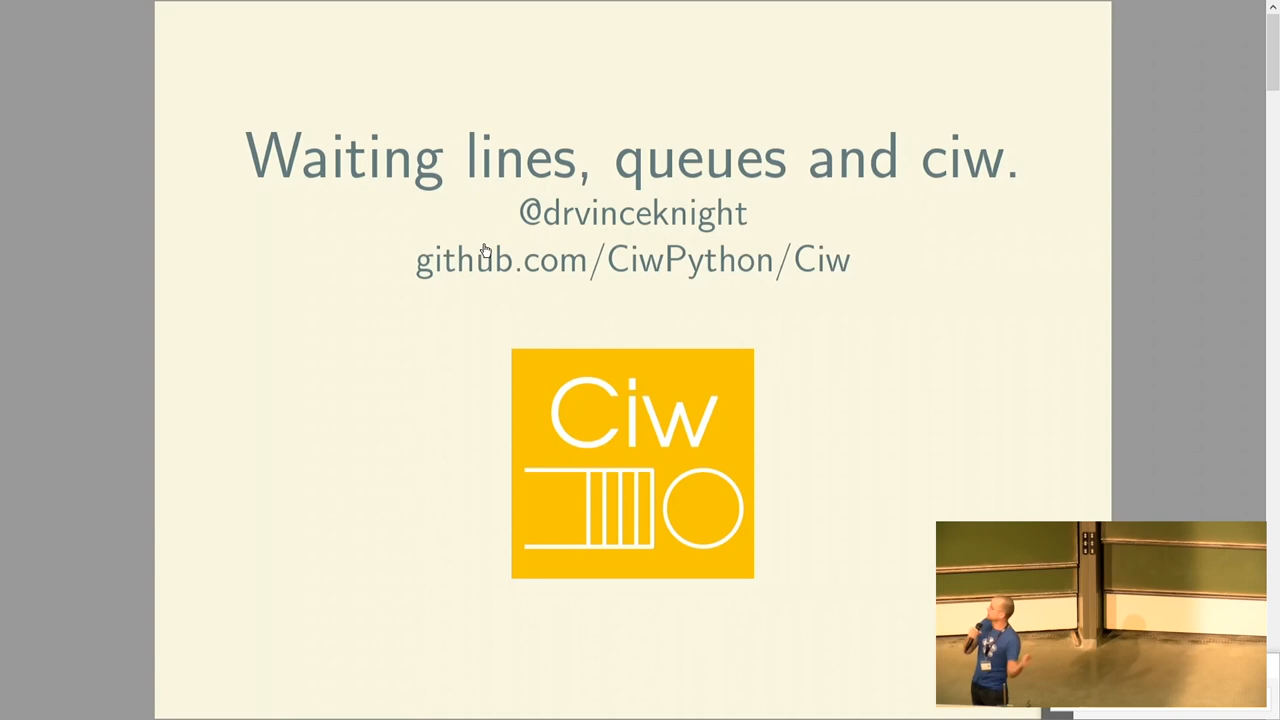 Waiting lines, queues and ciw.
@drvinceknight
github.com/CiwPython/Ciw
Ciw